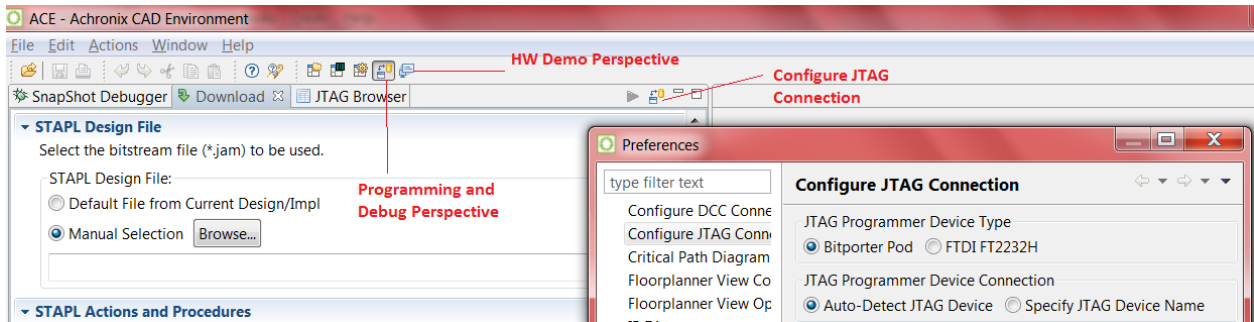 ACE - Achronix CAD Environment
File Edit Actions Window Help
HW Demo Perspective
Configure JTAG
Connection
SnapShot Debugger Download JTAG Browser
STAPL Design File
Select the bitstream file (*.jam) to be used.
STAPL Design File:
Default File from Current Design/Impl
Manual Selection Browse...
Programming and
Debug Perspective
STAPL Actions and Procedures
Preferences
type filter text
Configure DCC Conne
Configure JTAG Conn
Critical Path Diagram
Floorplanner View Co
Floorplanner View Op
Configure JTAG Connection
JTAG Programmer Device Type
Bitporter Pod FTDI FT2232H
JTAG Programmer Device Connection
Auto-Detect JTAG Device Specify JTAG Device Name